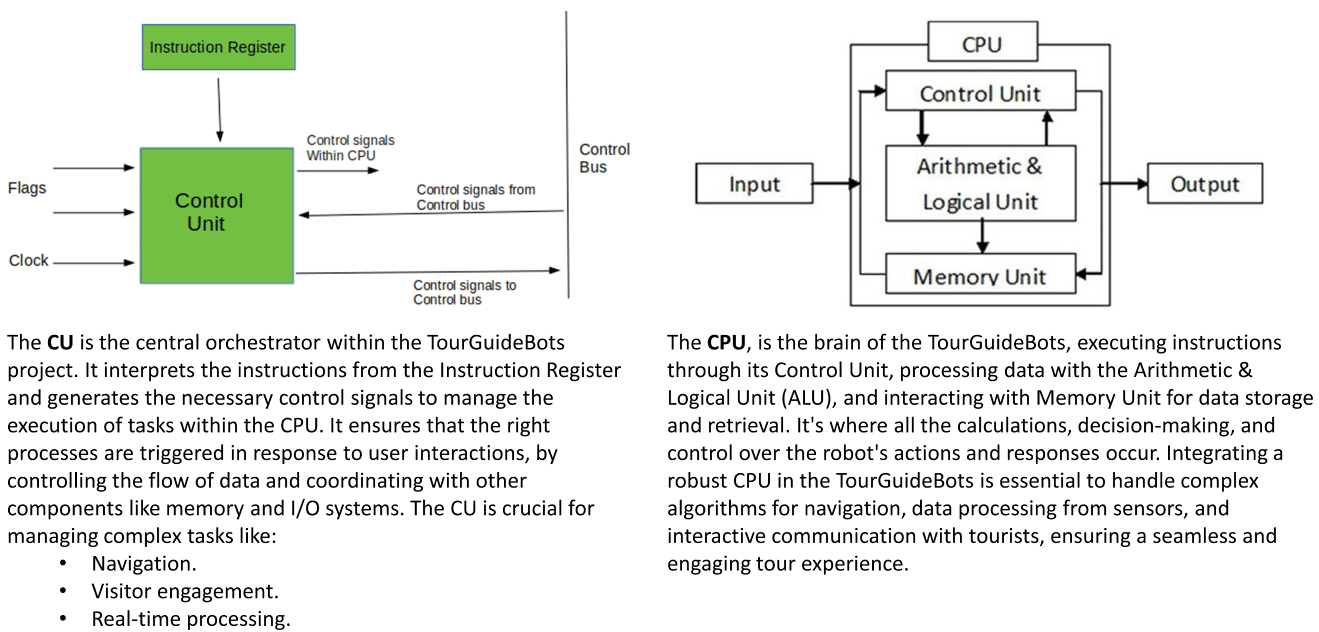 Instruction Register
Control signals
Within CPU
Control
Bus
Flags
Control signals from
Control bus
Control
Unit
Clock
Control signals to
Control bus
The CU is the central orchestrator within the TourGuideBots
project. It interprets the instructions from the Instruction Register
and generates the necessary control signals to manage the
execution of tasks within the CPU. It ensures that the right
processes are triggered in response to user interactions, by
controlling the flow of data and coordinating with other
components like memory and I/O systems. The CU is crucial for
managing complex tasks like:
• Navigation.
• Visitor engagement.
• Real-time processing.
CPU
Control Unit
Arithmetic &
Logical Unit
Input
Output
Memory Unit
The CPU, is the brain of the TourGuideBots, executing instructions
through its Control Unit, processing data with the Arithmetic &
Logical Unit (ALU), and interacting with Memory Unit for data storage
and retrieval. It's where all the calculations, decision-making, and
control over the robot's actions and responses occur. Integrating a
robust CPU in the TourGuideBots is essential to handle complex
algorithms for navigation, data processing from sensors, and
interactive communication with tourists, ensuring a seamless and
engaging tour experience.